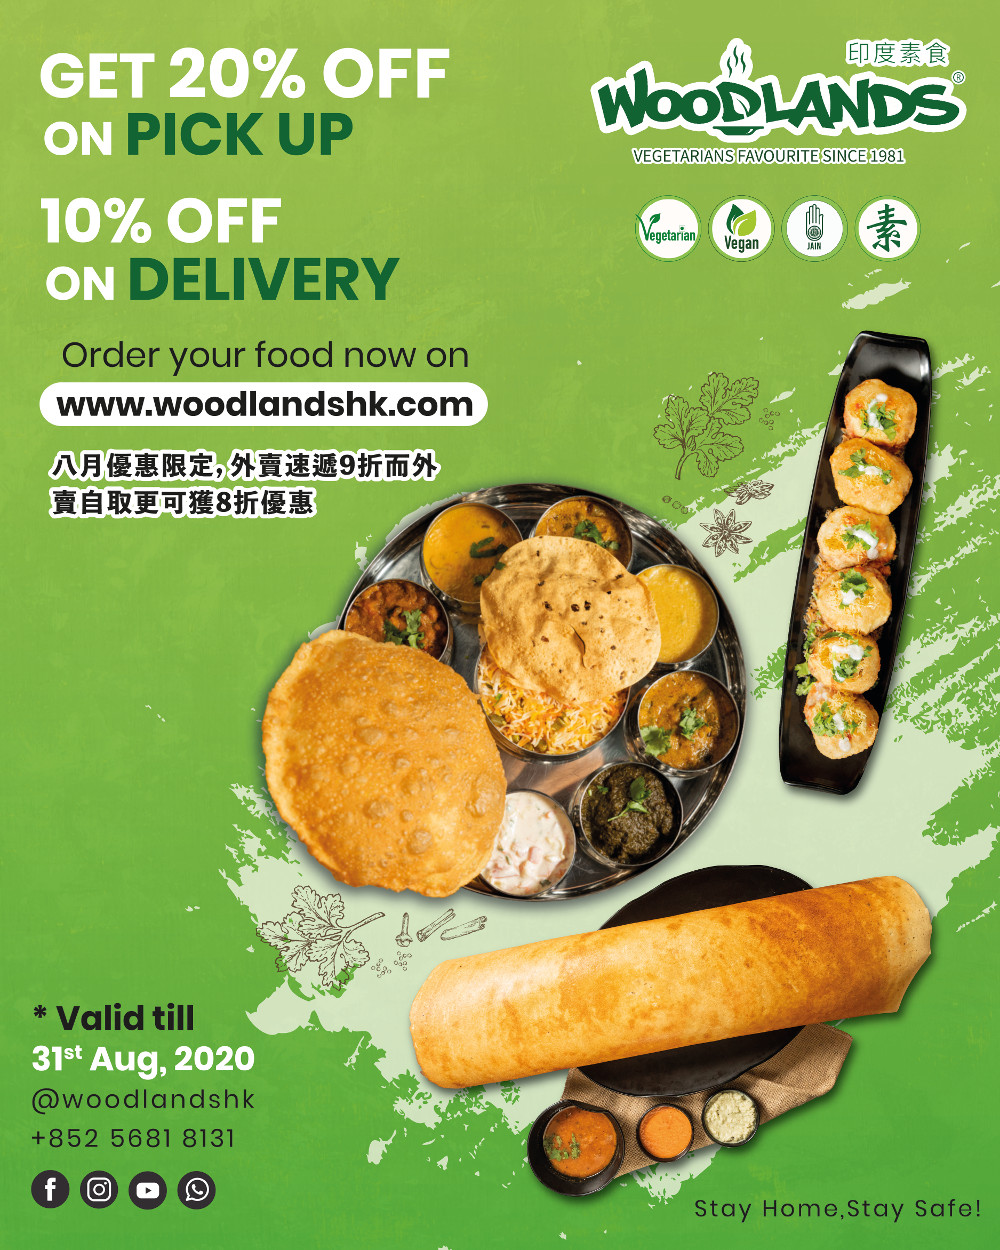 GET 20% OFF
ON PICK UP
10% OFF
ON DELIVERY
Order your food now on
www.woodlandshk.com
八月優惠限定，外賣速遞9折而外
賣自取更可獲8折優惠
印度素食
WOODLANDS®
VEGETARIANS FAVOURITE SINCE 1981
Vegetarian
Vegan
JAIN
素
* Valid till
31st Aug, 2020
@woodlandshk
+852 5681 8131
Stay Home,Stay Safe!